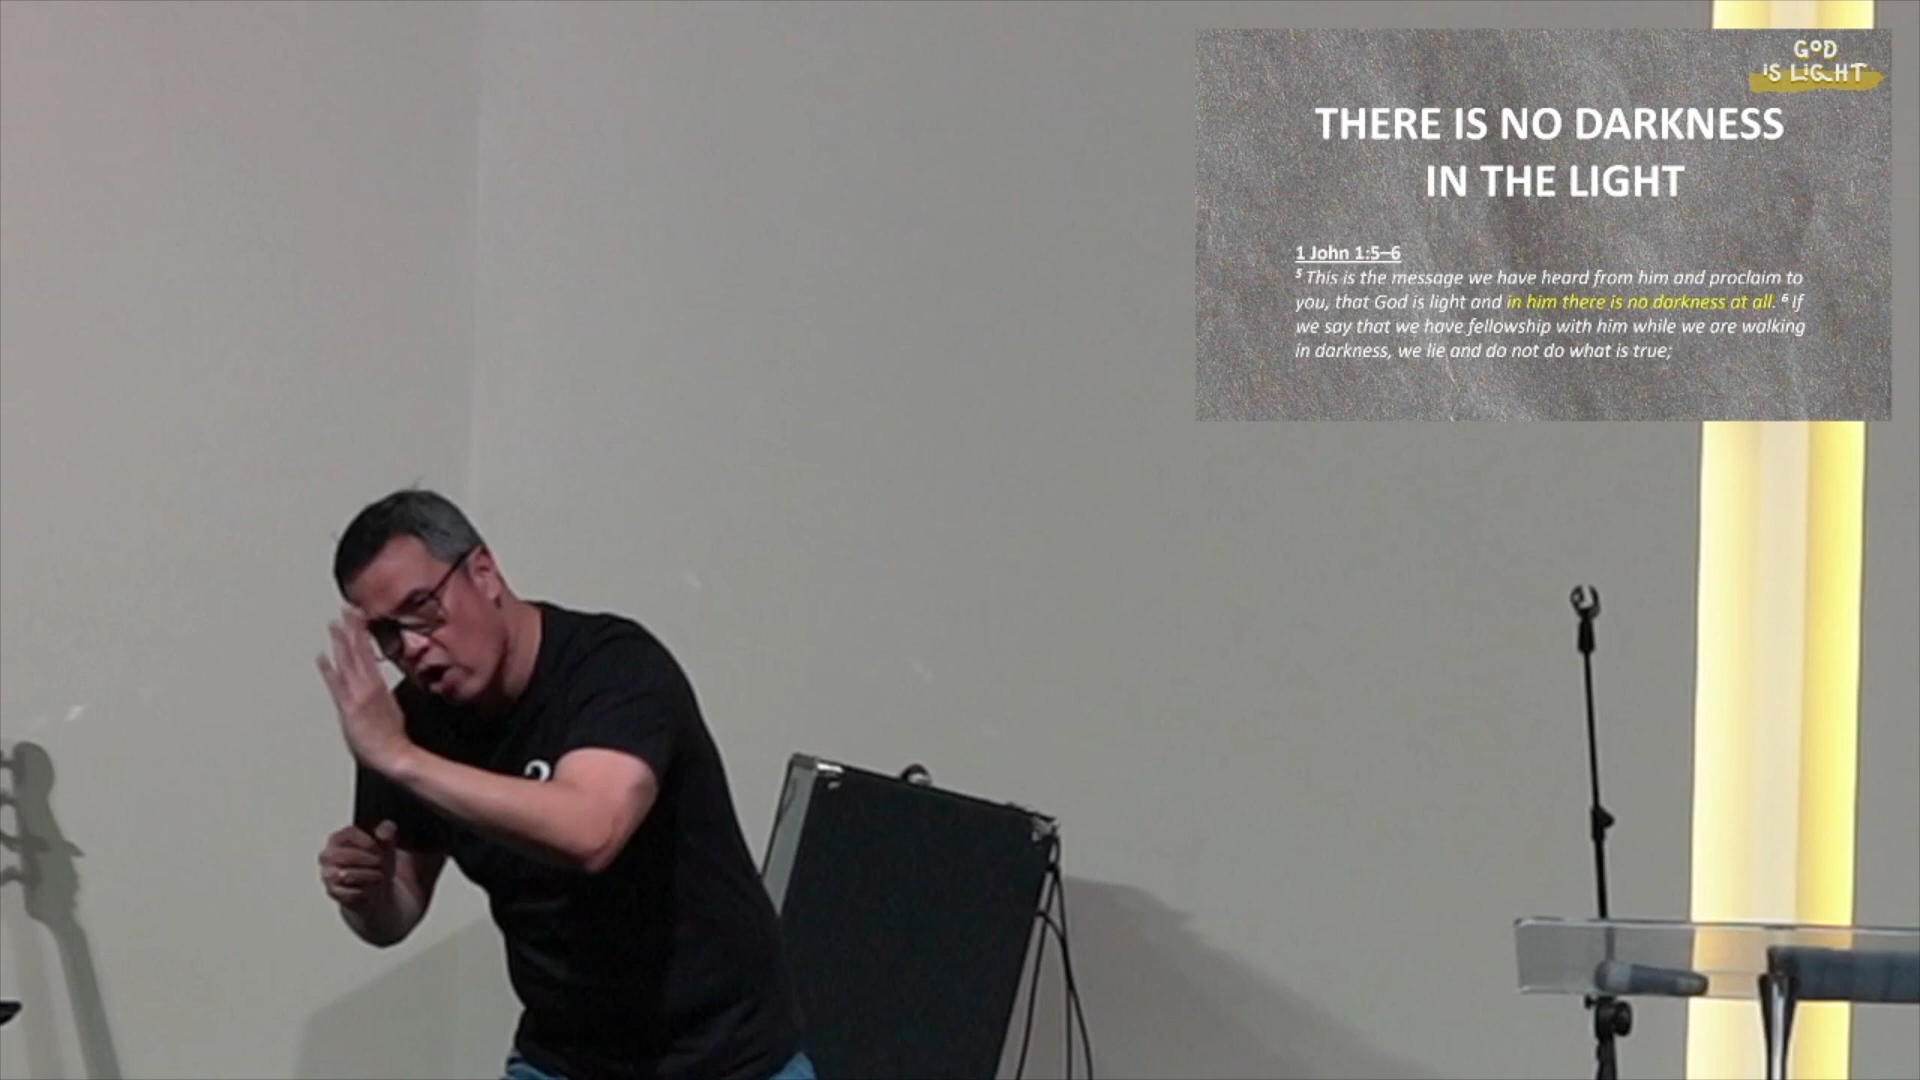 GOD
IS LIGHT
THERE IS NO DARKNESS
IN THE LIGHT
1 John 1:5–6
⁵ This is the message we have heard from him and proclaim to
you, that God is light and in him there is no darkness at all. ⁶ If
we say that we have fellowship with him while we are walking
in darkness, we lie and do not do what is true;
?